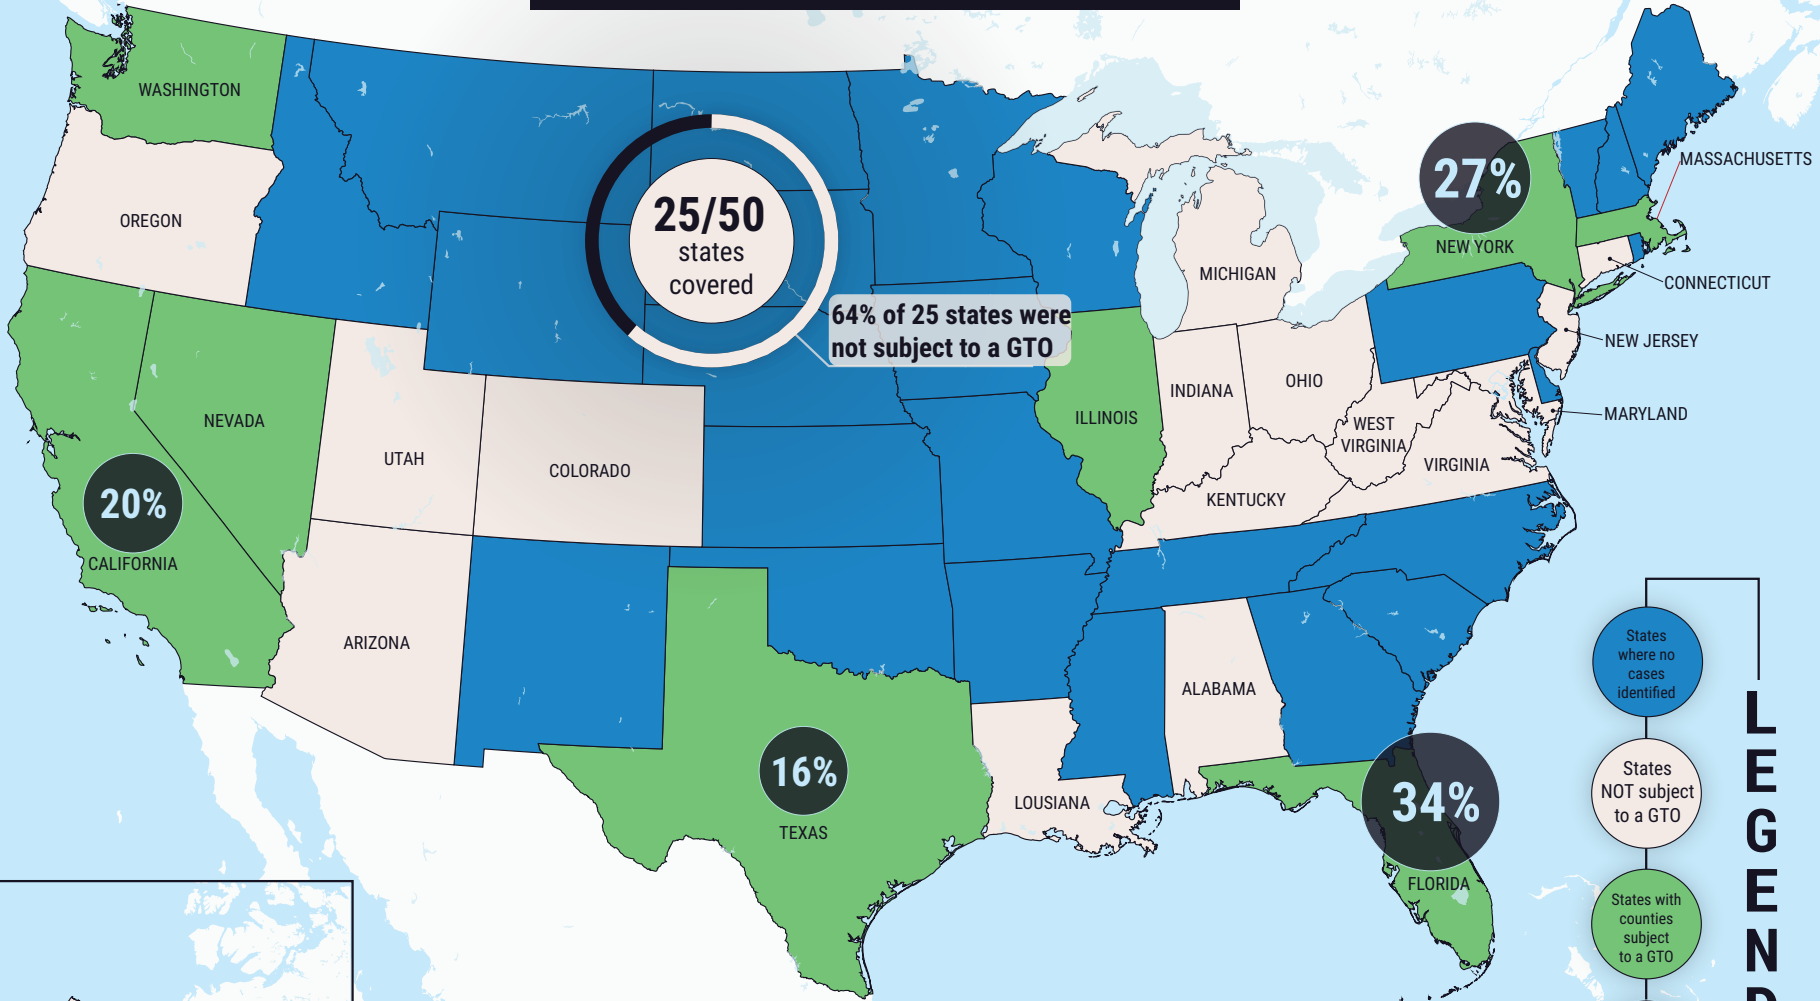 WASHINGTON
OREGON
25/50
states
covered
64% of 25 states were
not subject to a GTO
27%
NEW YORK
MASSACHUSETTS
CONNECTICUT
NEW JERSEY
MARYLAND
MICHIGAN
OHIO
INDIANA
ILLINOIS
WEST
VIRGINIA
VIRGINIA
KENTUCKY
NEVADA
UTAH
COLORADO
20%
CALIFORNIA
ARIZONA
16%
TEXAS
LOUSIANA
ALABAMA
34%
FLORIDA
States
where no
cases
identified
States
NOT subject
to a GTO
States with
counties
subject
to a GTO
L
E
G
E
N
D